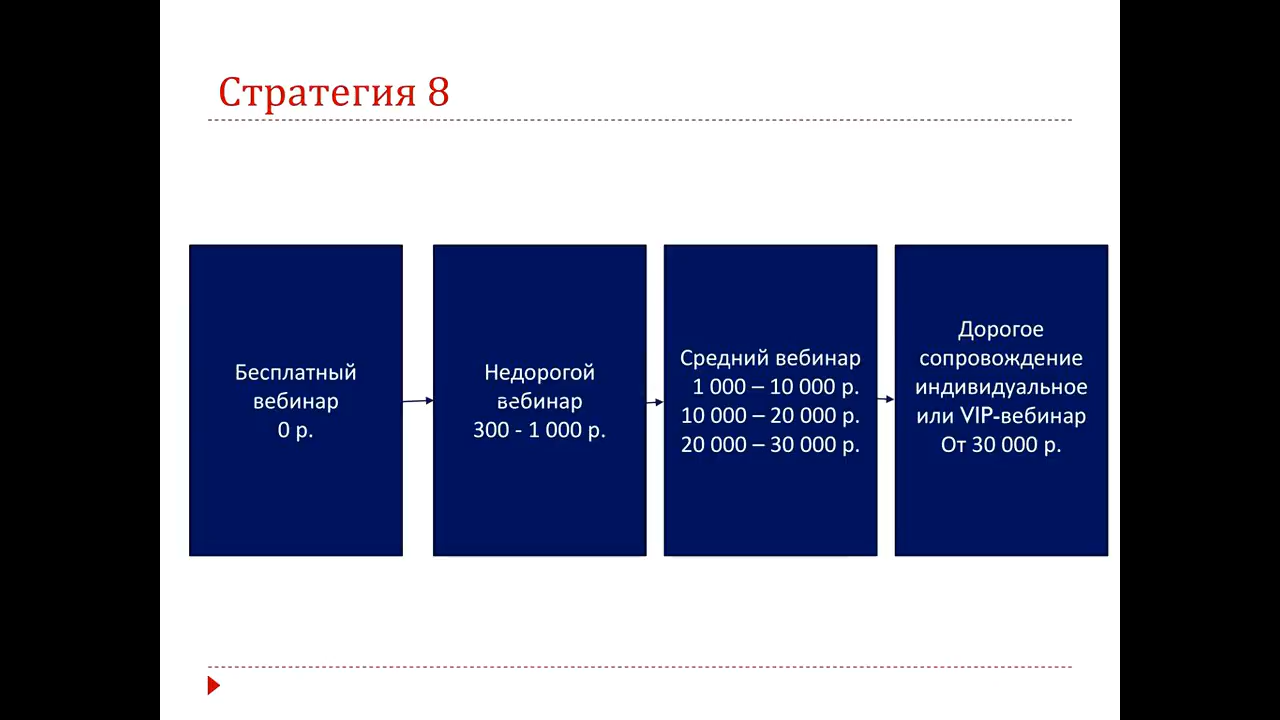 Стратегия 8
Бесплатный
вебинар
0 р.
Недорогой
вебинар
300 - 1 000 р.
Средний вебинар
1 000 – 10 000 р.
10 000 – 20 000 р.
20 000 – 30 000 р.
Дорогое
сопровождение
индивидуальное
или VIP-вебинар
От 30 000 р.